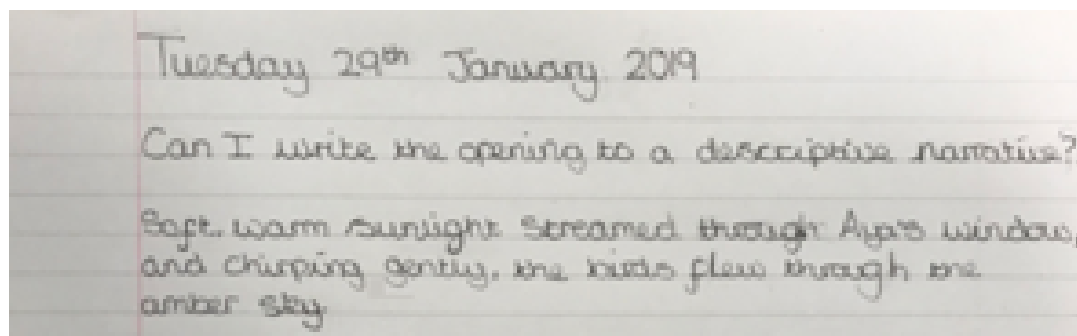 Tuesday 29th January 2019
Can I write the opening to a descriptive narrative?
Soft, warm sunlight streamed through Aya's window,
and chirping gently, the birds flew through the
amber sky.